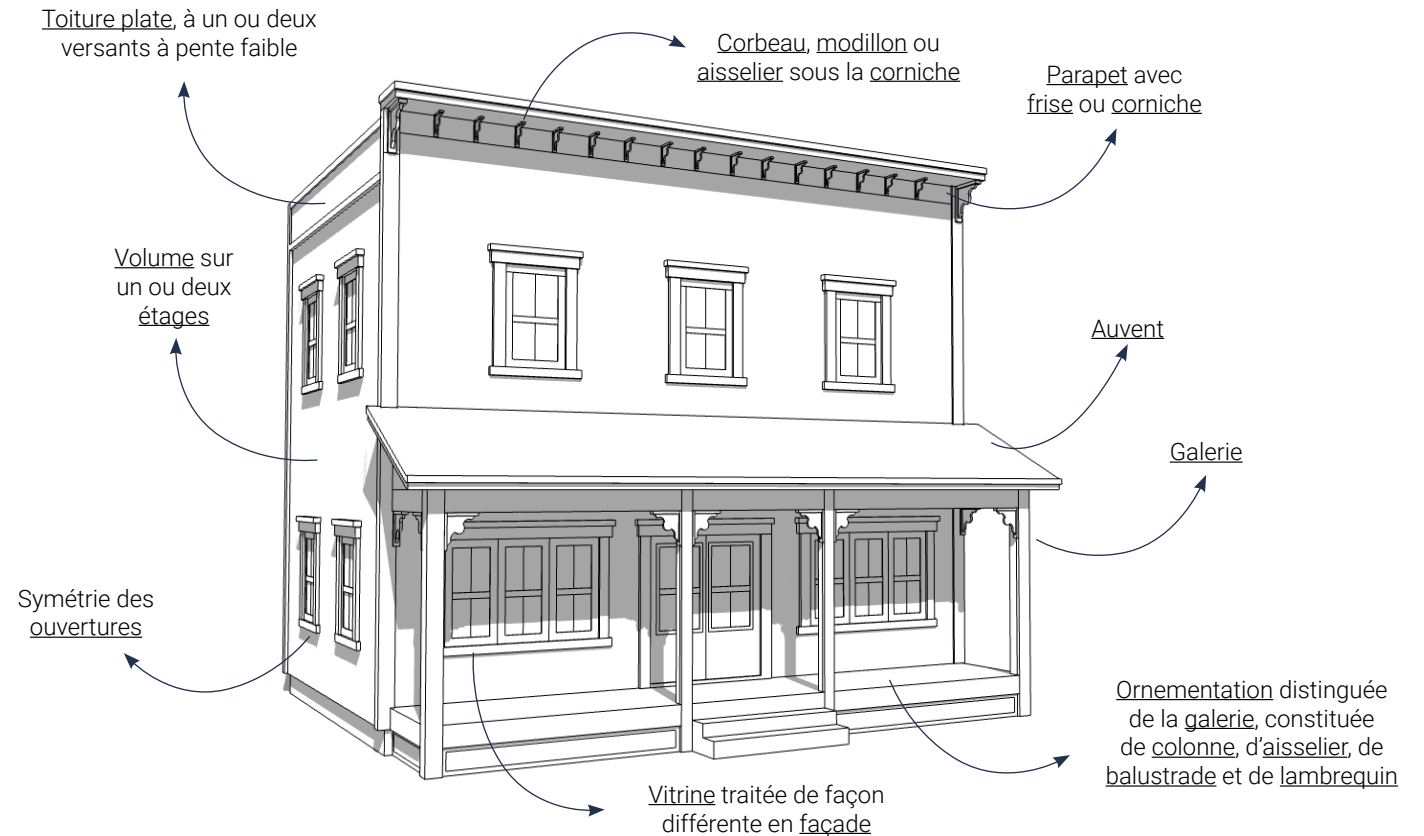 Toiture plate, à un ou deux
versants à pente faible
Corbeau, modillon ou
aisselier sous la corniche
Parapet avec
frise ou corniche
Volume sur
un ou deux
étages
Auvent
Galerie
Symétrie des
ouvertures
Ornementation distinguée
de la galerie, constituée
de colonne, d'aisselier, de
balustrade et de lambrequin
Vitrine traitée de façon
différente en façade